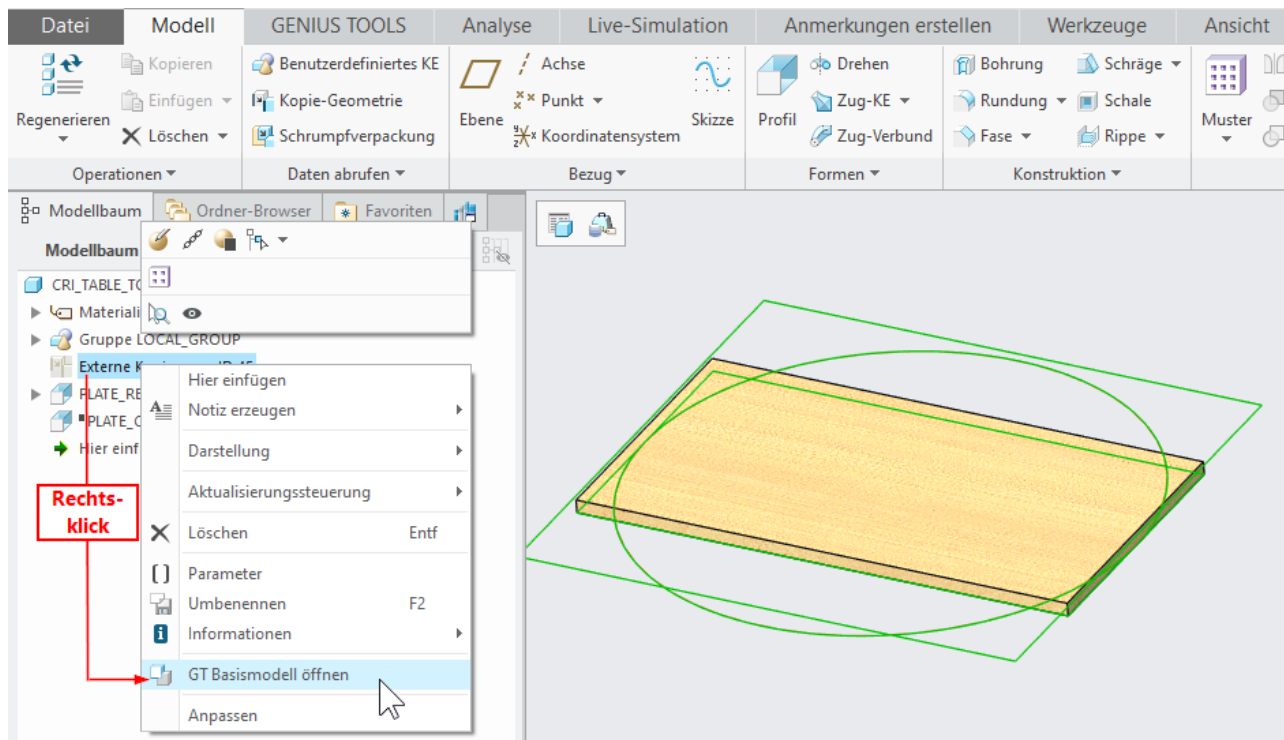 Datei Modell GENIUS TOOLS Analyse Live-Simulation Anmerkungen erstellen Werkzeuge Ansicht
Regenerieren
Kopieren
Einfügen
Löschen
Operationen
Benutzerdefiniertes KE
Kopie-Geometrie
Schrumpfverpackung
Daten abrufen
Ebene
Achse
Punkt
Koordinatensystem
Skizze
Bezug
Profil
Drehen
Zug-KE
Zug-Verbund
Formen
Bohrung
Schräge
Rundung
Schale
Fase
Rippe
Konstruktion
Muster
Modellbaum Ordner-Browser Favoriten
Modellbaum
CRI_TABLE_TO
Materiali
Gruppe LOCAL_GROUP
Externe K
PLATE_RE
PLATE_C
Hier einf
Rechts-
klick
Hier einfügen
Notiz erzeugen
Darstellung
Aktualisierungssteuerung
Löschen Entf
Parameter
Umbenennen F2
Informationen
GT Basismodell öffnen
Anpassen